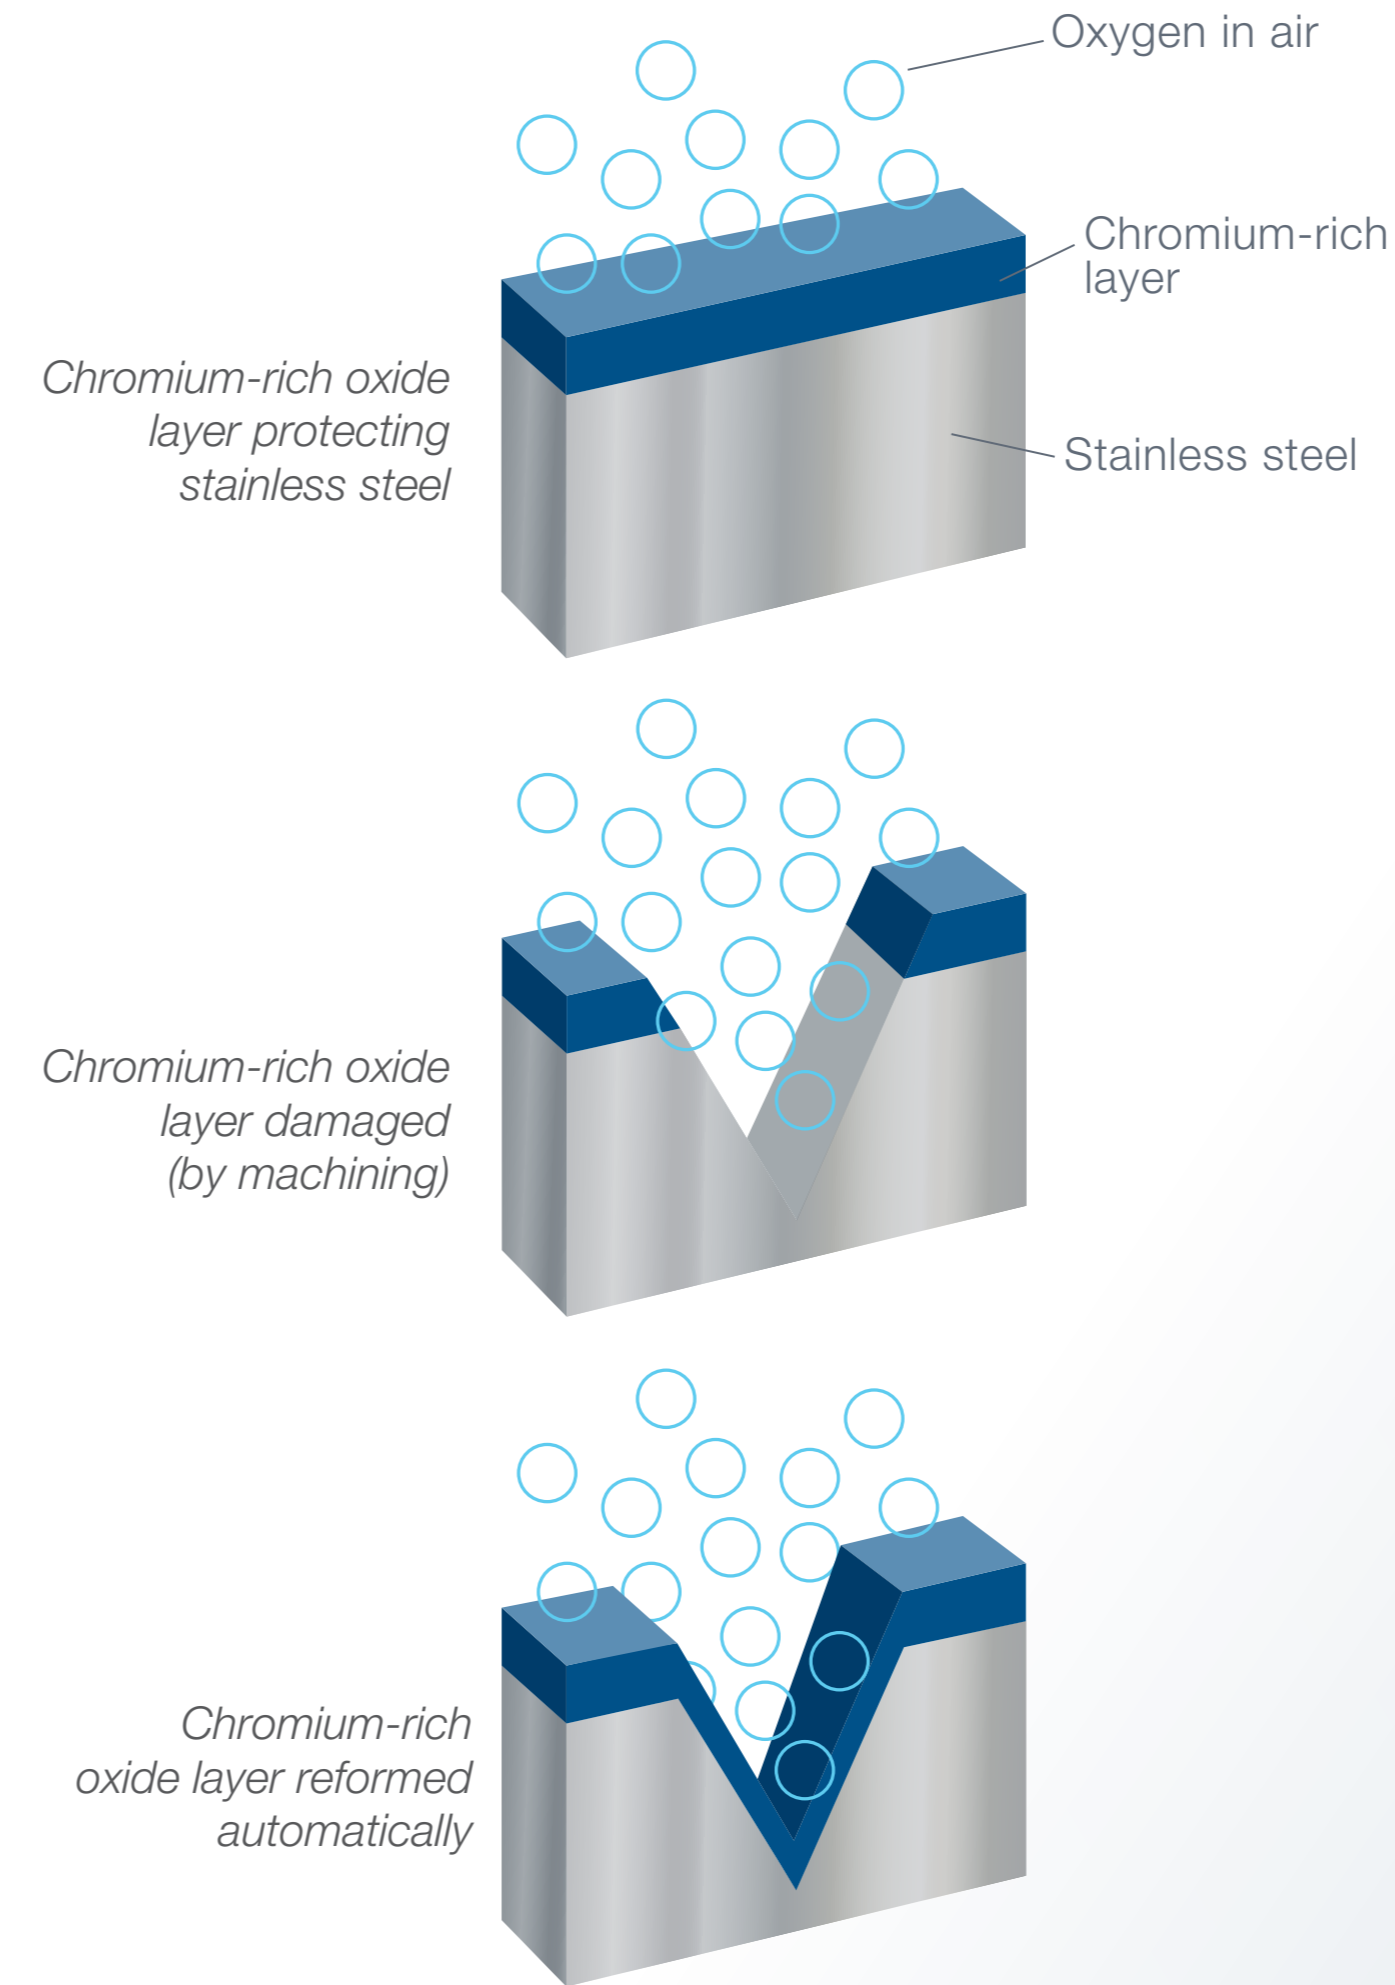 Oxygen in air
Chromium-rich
layer
Chromium-rich oxide
layer protecting
stainless steel
Stainless steel
Chromium-rich oxide
layer damaged
(by machining)
Chromium-rich
oxide layer reformed
automatically